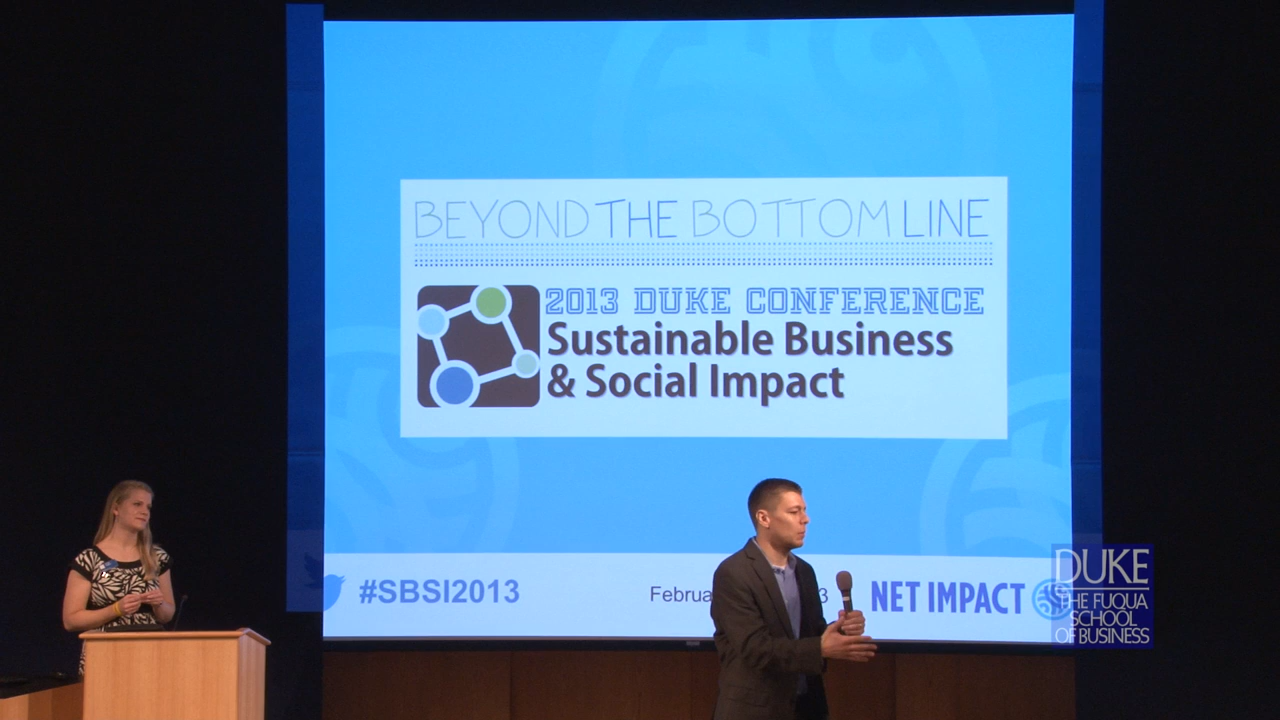 BEYOND THE BOTTOM LINE
2013 DUKE CONFERENCE
Sustainable Business
& Social Impact
#SBSI2013
NET IMPACT
DUKE
THE FUQUA
SCHOOL
OF BUSINESS